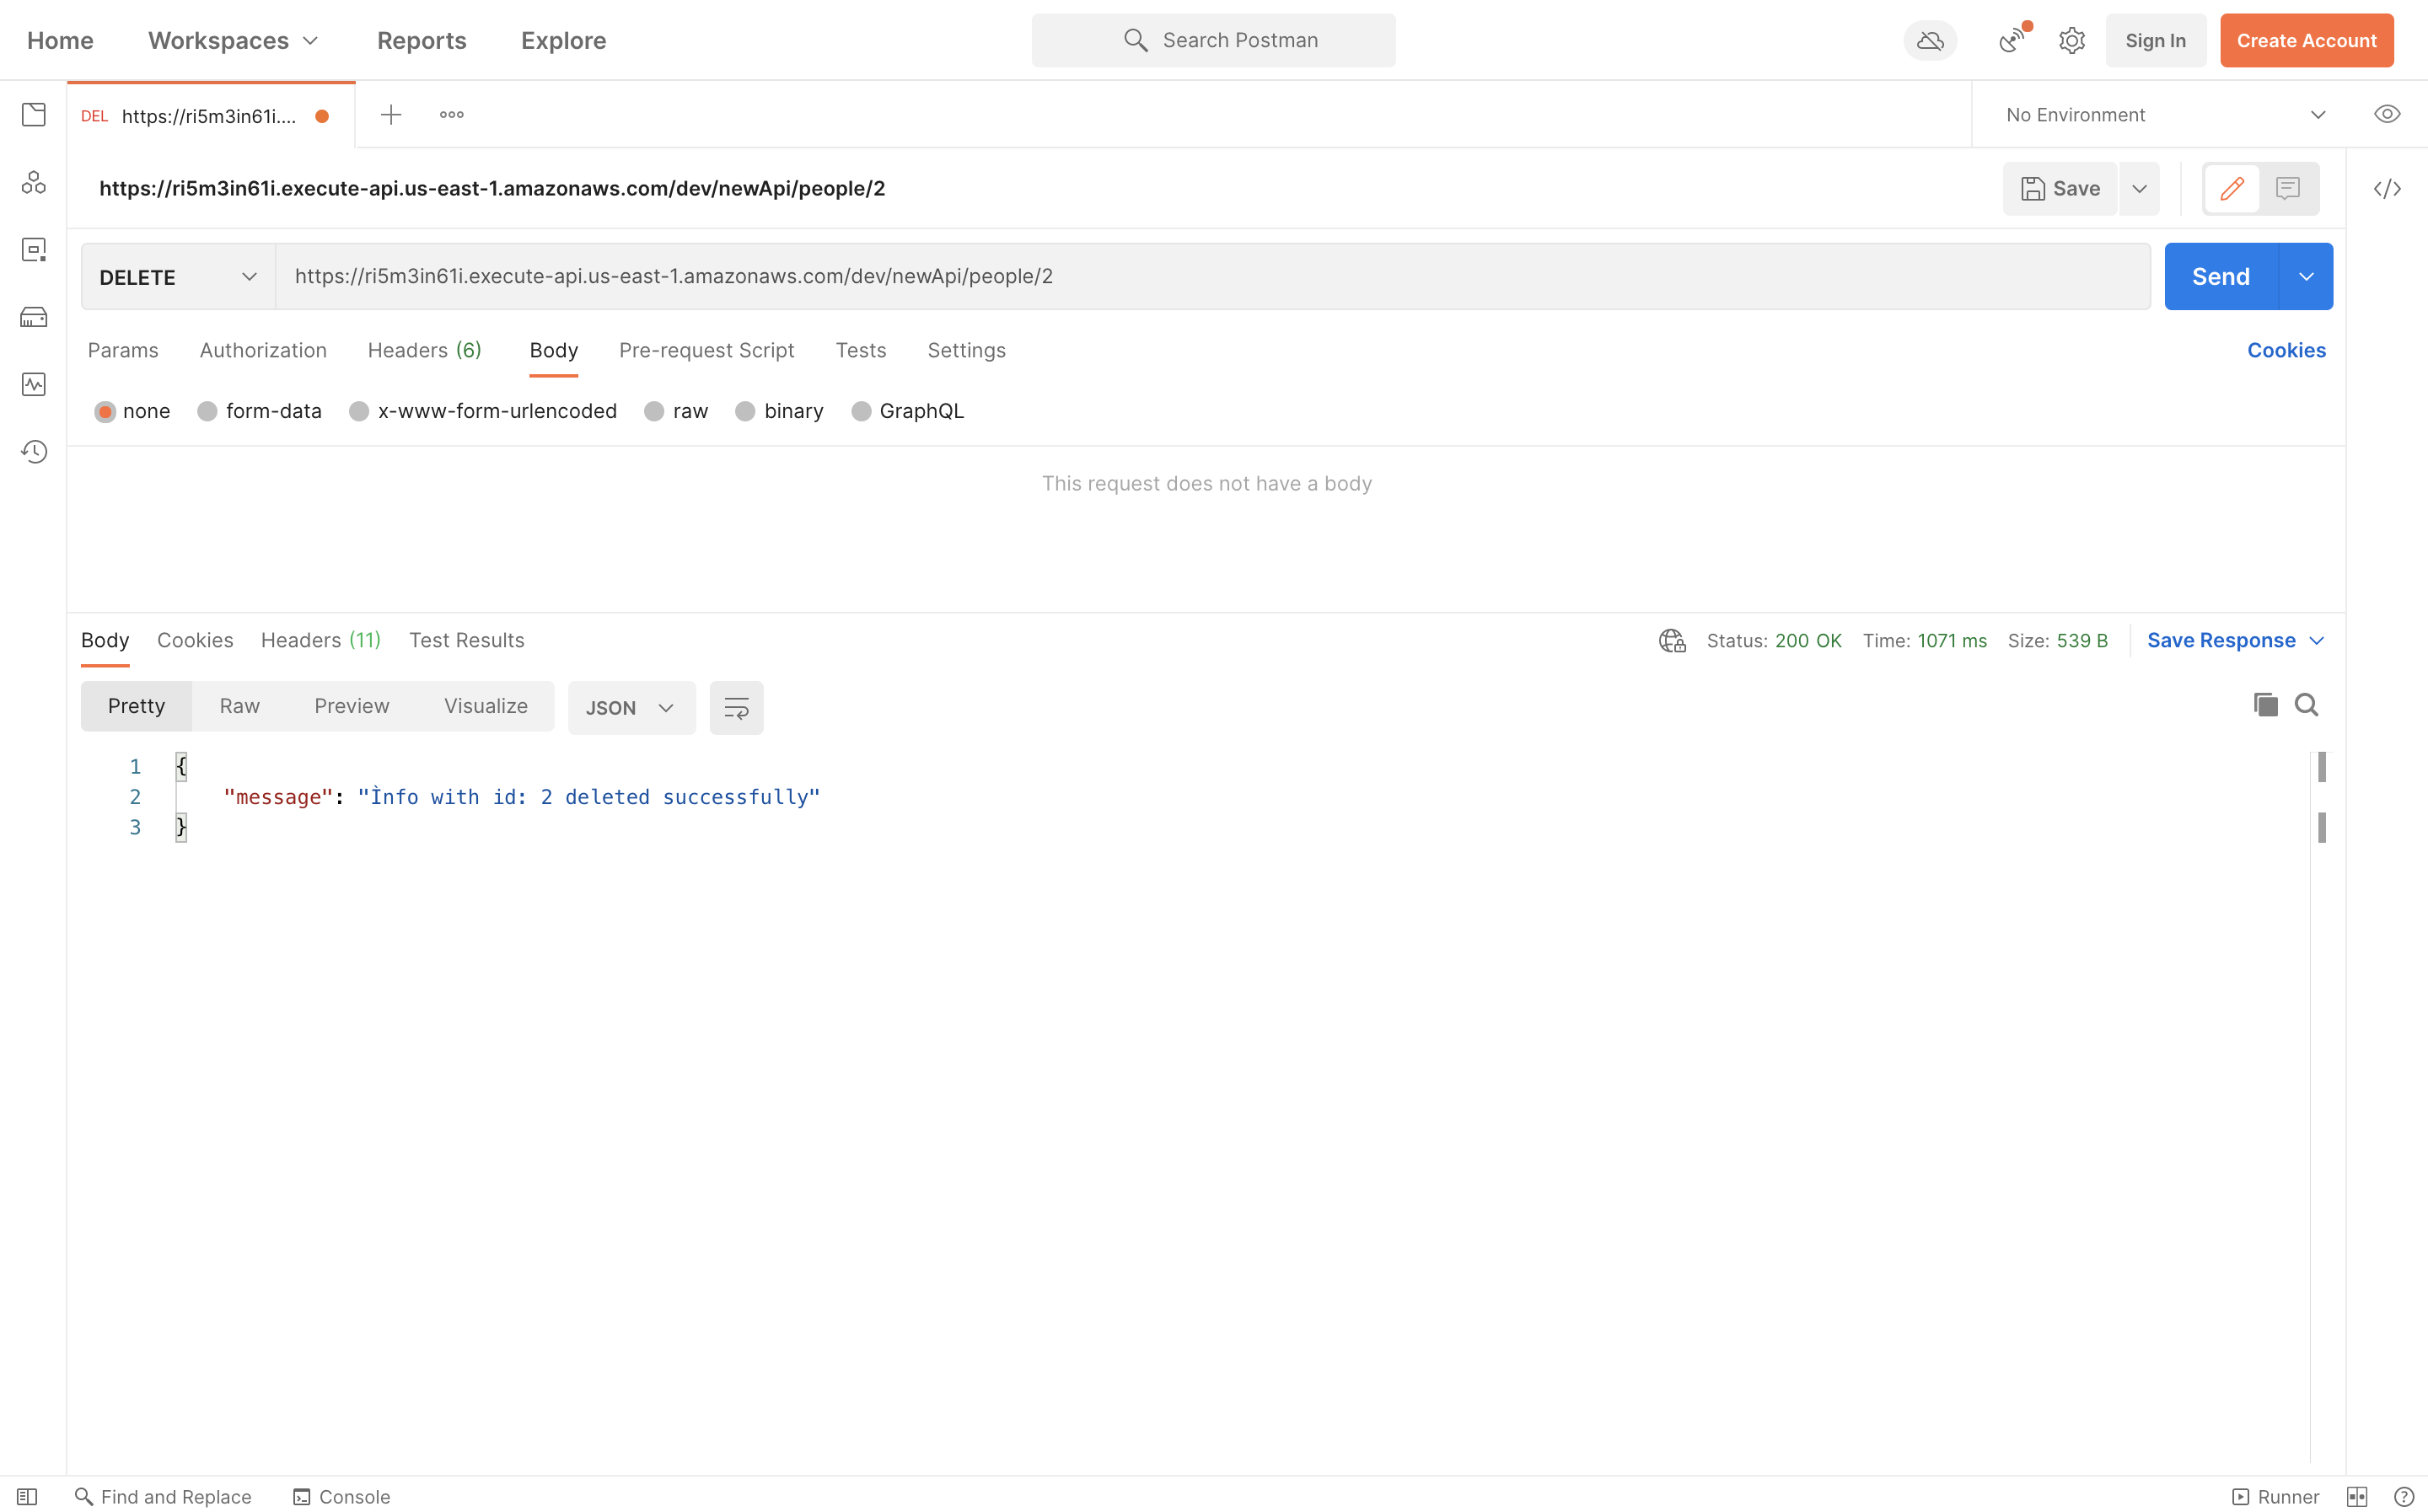 Home Workspaces Reports Explore Search Postman Sign In Create Account
DEL https://ri5m3in61i.... No Environment
https://ri5m3in61i.execute-api.us-east-1.amazonaws.com/dev/newApi/people/2 Save
DELETE https://ri5m3in61i.execute-api.us-east-1.amazonaws.com/dev/newApi/people/2 Send
Params Authorization Headers (6) Body Pre-request Script Tests Settings Cookies
none form-data x-www-form-urlencoded raw binary GraphQL
This request does not have a body
Body Cookies Headers (11) Test Results Status: 200 OK Time: 1071 ms Size: 539 B Save Response
Pretty Raw Preview Visualize JSON
1 {
2 "message": "Ìnfo with id: 2 deleted successfully"
3 }
Find and Replace Console Runner